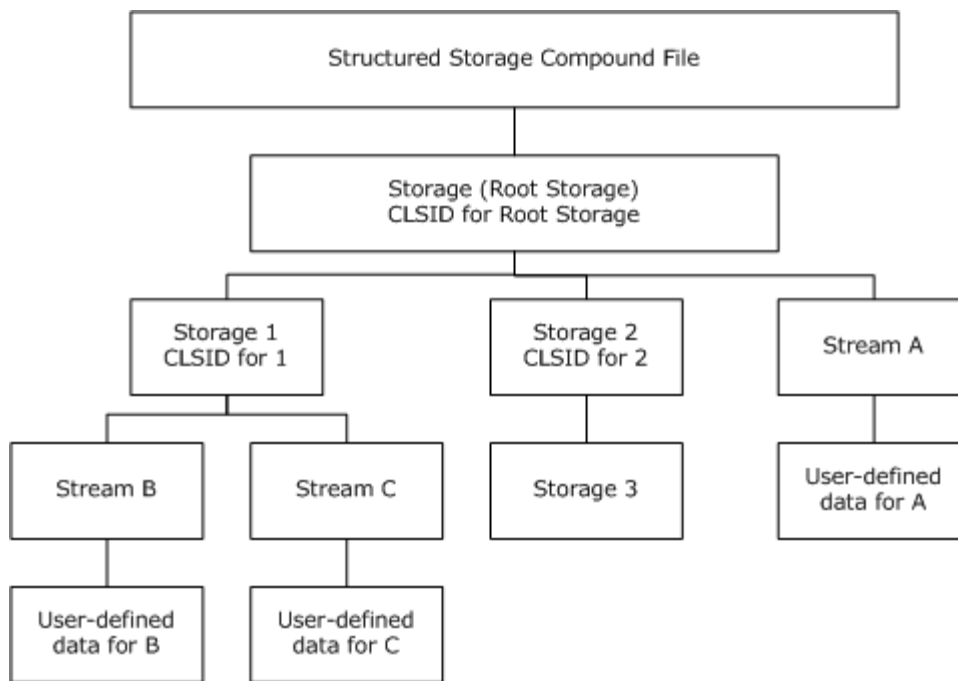 Structured Storage Compound File
Storage (Root Storage)
CLSID for Root Storage
Storage 1
CLSID for 1
Storage 2
CLSID for 2
Stream A
Stream B
Stream C
Storage 3
User-defined
data for A
User-defined
data for B
User-defined
data for C